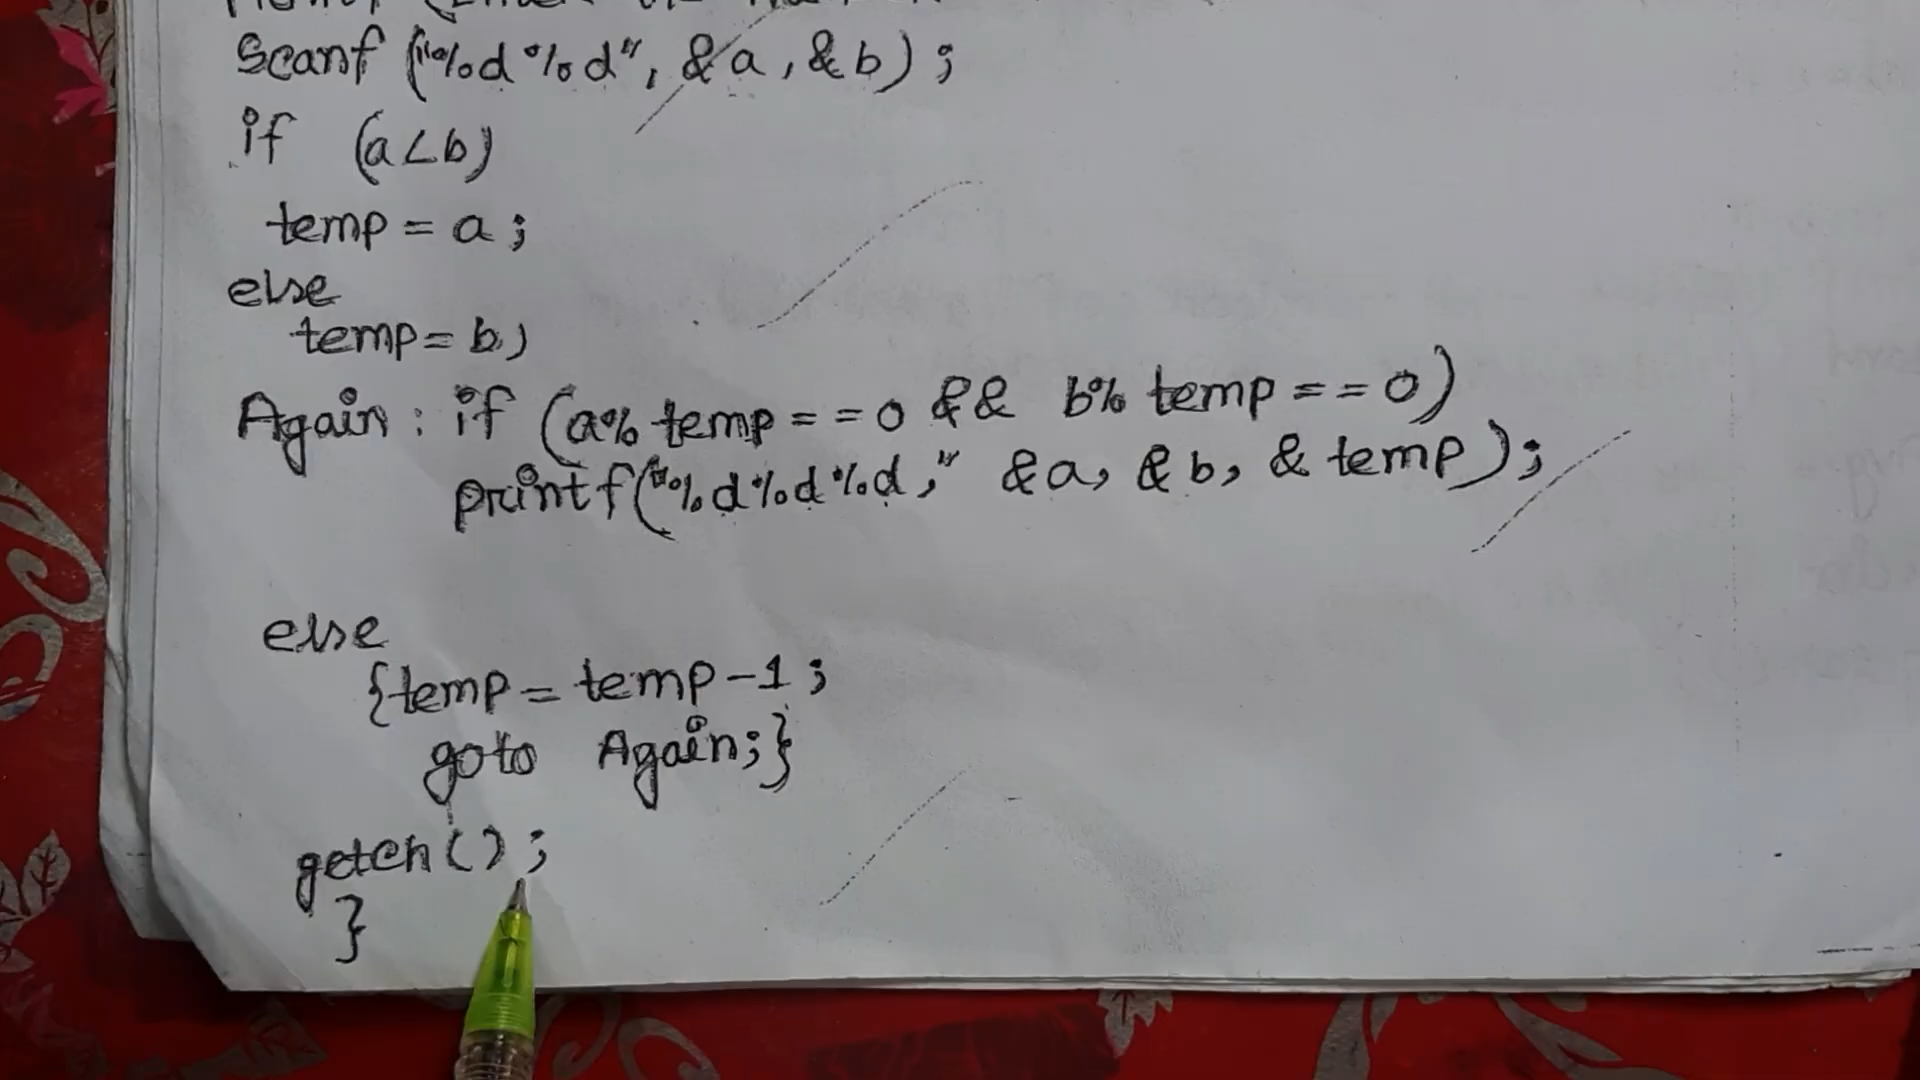 Scanf ("%d%d", &a, &b);
if (a<b)
temp = a;
else
temp = b;
Again: if (a% temp == 0 && b% temp == 0)
printf("%d%d%d," &a, &b, & temp);
else
{temp = temp-1;
goto Again;}
getch();
}